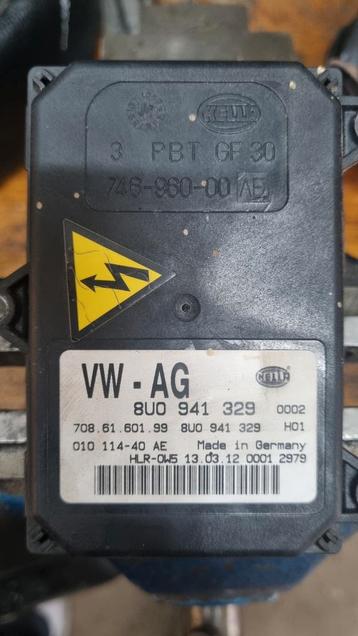 HELLA
3 PBT GF 30
746-960-00 AE
VW - AG
HELLA
8U0 941 329 0002
708.61.601.99 8U0 941 329 H01
010 114-40 AE Made in Germany
HLR-0W5 13.03.12 0001 2979